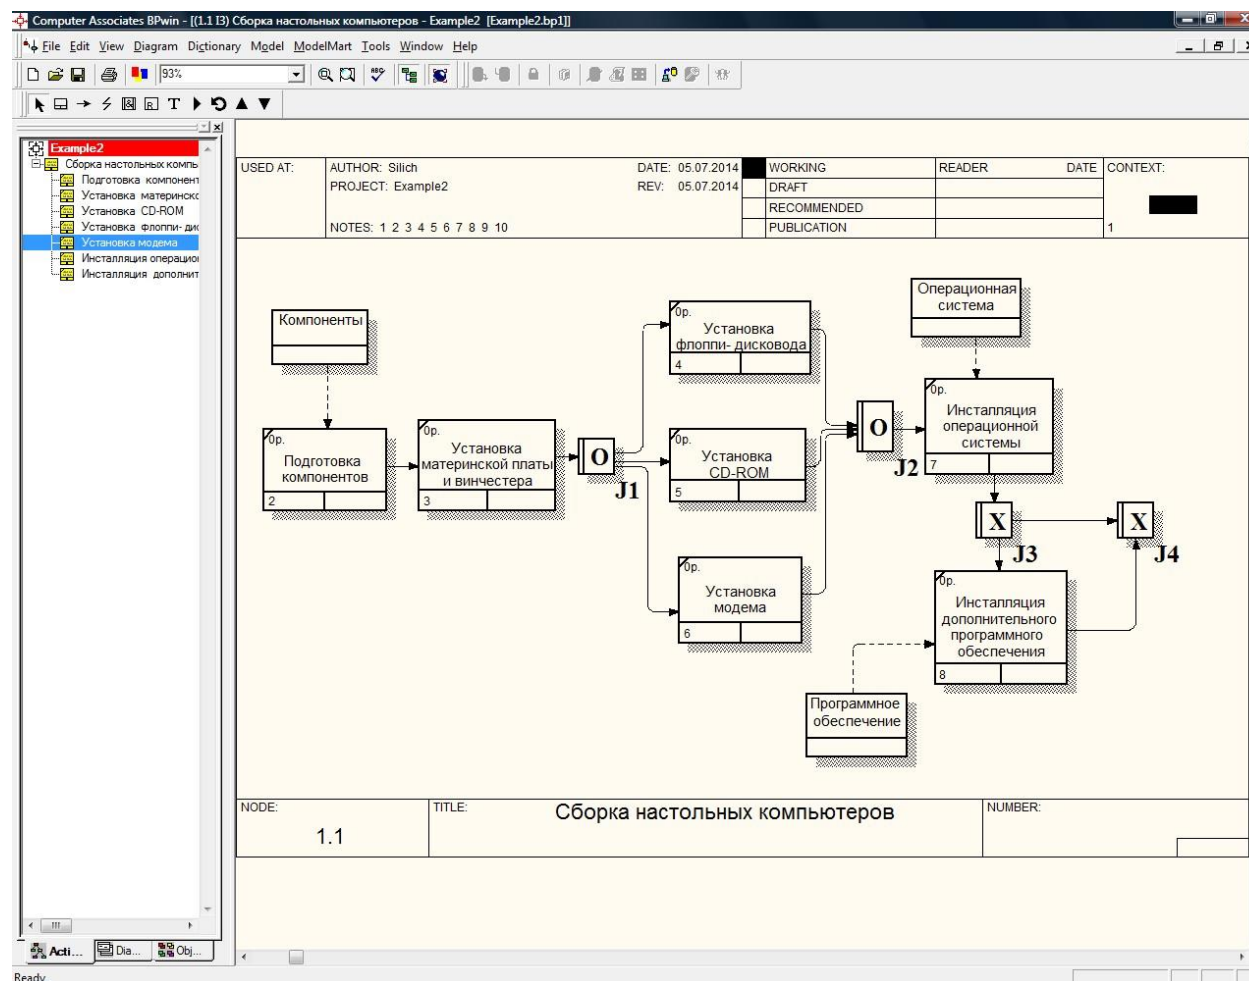 Computer Associates BPwin - [(1.1 I3) Сборка настольных компьютеров - Example2 [Example2.bp1]]
File Edit View Diagram Dictionary Model ModelMart Tools Window Help
93%
ABC
R T
Example2
Сборка настольных компь
Подготовка компонент
Установка материнско
Установка CD-ROM
Установка флоппи- дис
Установка модема
Инсталляция операцион
Инсталляция дополнит
Acti... Dia... Obj...
Ready
USED AT:
AUTHOR: Silich
DATE: 05.07.2014
PROJECT: Example2
REV: 05.07.2014
NOTES: 1 2 3 4 5 6 7 8 9 10
WORKING
DRAFT
RECOMMENDED
PUBLICATION
READER DATE
CONTEXT:
1
Компоненты
0р.
Подготовка
компонентов
2
0р.
Установка
материнской платы
и винчестера
3
O
J1
0р.
Установка
флоппи- дисковода
4
0р.
Установка
CD-ROM
5
0р.
Установка
модема
6
O
J2
Операционная
система
0р.
Инсталляция
операционной
системы
7
X
J3
X
J4
0р.
Инсталляция
дополнительного
программного
обеспечения
8
Программное
обеспечение
NODE:
1.1
TITLE:
Сборка настольных компьютеров
NUMBER: